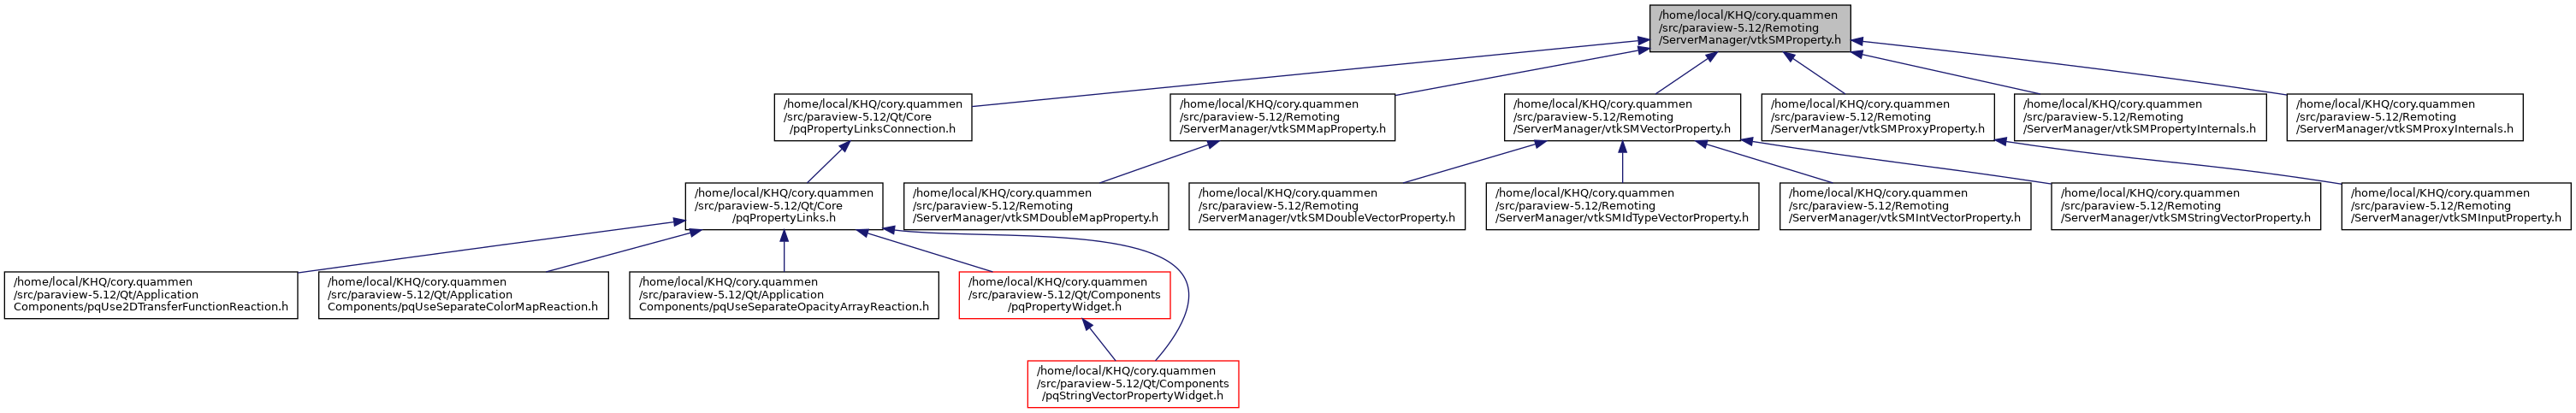 /home/local/KHQ/cory.quammen
/src/paraview-5.12/Remoting
/ServerManager/vtkSMProperty.h
/home/local/KHQ/cory.quammen
/src/paraview-5.12/Qt/Core
/pqPropertyLinksConnection.h
/home/local/KHQ/cory.quammen
/src/paraview-5.12/Remoting
/ServerManager/vtkSMMapProperty.h
/home/local/KHQ/cory.quammen
/src/paraview-5.12/Remoting
/ServerManager/vtkSMVectorProperty.h
/home/local/KHQ/cory.quammen
/src/paraview-5.12/Remoting
/ServerManager/vtkSMProxyProperty.h
/home/local/KHQ/cory.quammen
/src/paraview-5.12/Remoting
/ServerManager/vtkSMPropertyInternals.h
/home/local/KHQ/cory.quammen
/src/paraview-5.12/Remoting
/ServerManager/vtkSMProxyInternals.h
/home/local/KHQ/cory.quammen
/src/paraview-5.12/Qt/Core
/pqPropertyLinks.h
/home/local/KHQ/cory.quammen
/src/paraview-5.12/Remoting
/ServerManager/vtkSMDoubleMapProperty.h
/home/local/KHQ/cory.quammen
/src/paraview-5.12/Remoting
/ServerManager/vtkSMDoubleVectorProperty.h
/home/local/KHQ/cory.quammen
/src/paraview-5.12/Remoting
/ServerManager/vtkSMIdTypeVectorProperty.h
/home/local/KHQ/cory.quammen
/src/paraview-5.12/Remoting
/ServerManager/vtkSMIntVectorProperty.h
/home/local/KHQ/cory.quammen
/src/paraview-5.12/Remoting
/ServerManager/vtkSMStringVectorProperty.h
/home/local/KHQ/cory.quammen
/src/paraview-5.12/Remoting
/ServerManager/vtkSMInputProperty.h
/home/local/KHQ/cory.quammen
/src/paraview-5.12/Qt/Application
Components/pqUse2DTransferFunctionReaction.h
/home/local/KHQ/cory.quammen
/src/paraview-5.12/Qt/Application
Components/pqUseSeparateColorMapReaction.h
/home/local/KHQ/cory.quammen
/src/paraview-5.12/Qt/Application
Components/pqUseSeparateOpacityArrayReaction.h
/home/local/KHQ/cory.quammen
/src/paraview-5.12/Qt/Components
/pqPropertyWidget.h
/home/local/KHQ/cory.quammen
/src/paraview-5.12/Qt/Components
/pqStringVectorPropertyWidget.h